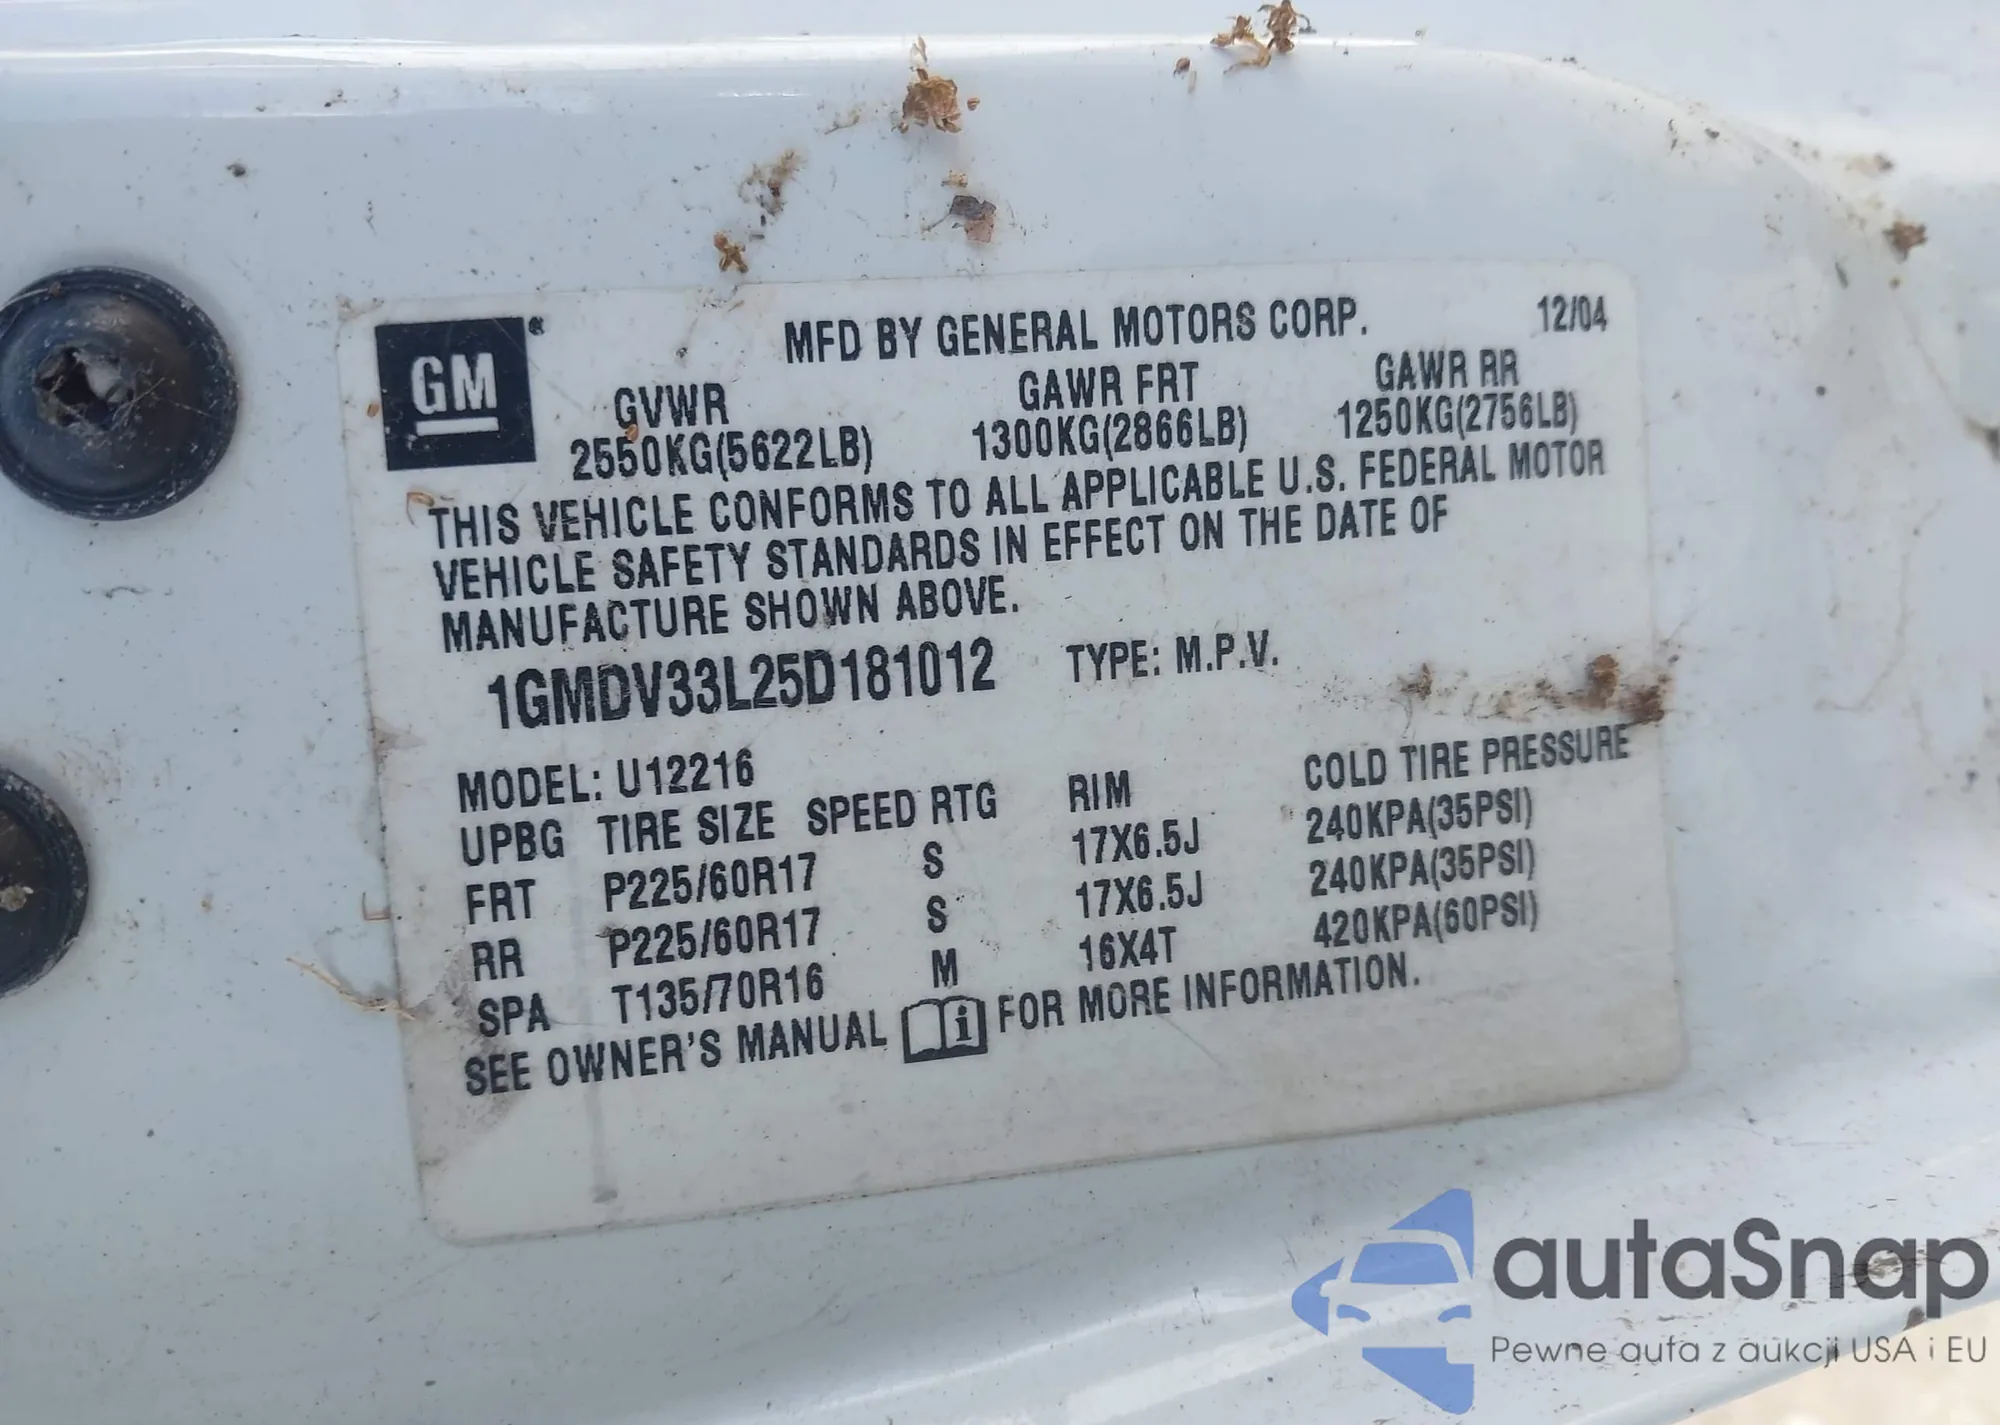 GM
MFD BY GENERAL MOTORS CORP. 12/04
GVWR GAWR FRT GAWR RR
2550KG(5622LB) 1300KG(2866LB) 1250KG(2756LB)
THIS VEHICLE CONFORMS TO ALL APPLICABLE U.S. FEDERAL MOTOR
VEHICLE SAFETY STANDARDS IN EFFECT ON THE DATE OF
MANUFACTURE SHOWN ABOVE.
1GMDV33L25D181012 TYPE: M.P.V.
MODEL: U12216
UPBG TIRE SIZE SPEED RTG RIM COLD TIRE PRESSURE
FRT P225/60R17 S 17X6.5J 240KPA(35PSI)
RR P225/60R17 S 17X6.5J 240KPA(35PSI)
SPA T135/70R16 M 16X4T 420KPA(60PSI)
SEE OWNER'S MANUAL i FOR MORE INFORMATION.
autaSnap
Pewne auta z aukcji USA i EU